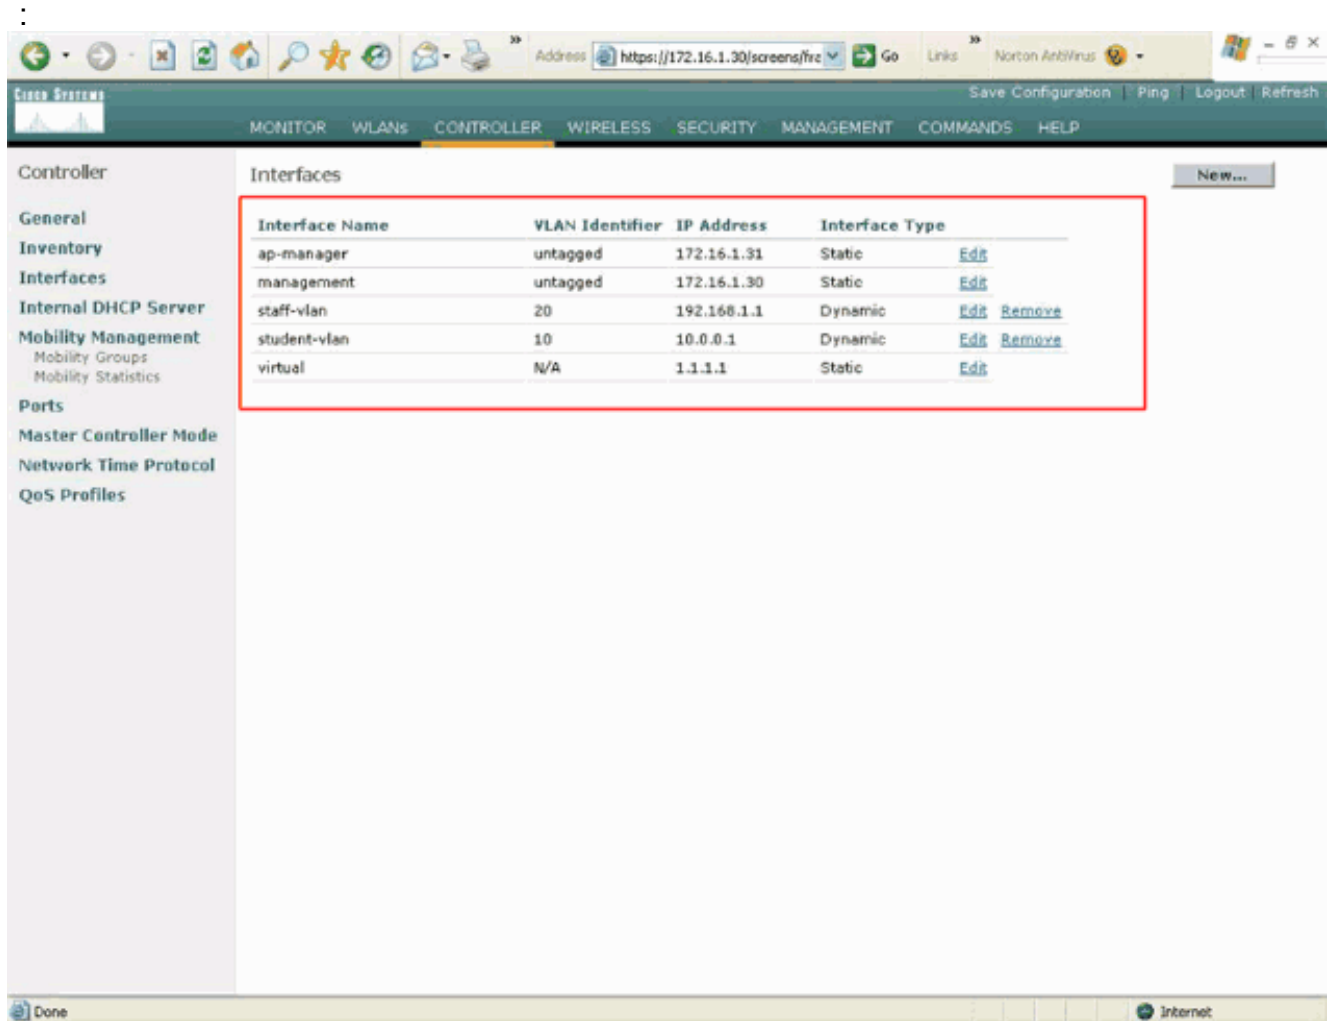 :
Address https://172.16.1.30/screens/fra Go Links Norton AntiVirus
CISCO SYSTEMS
Save Configuration | Ping | Logout | Refresh
MONITOR WLANs CONTROLLER WIRELESS SECURITY MANAGEMENT COMMANDS HELP
Controller
General
Inventory
Interfaces
Internal DHCP Server
Mobility Management
Mobility Groups
Mobility Statistics
Ports
Master Controller Mode
Network Time Protocol
QoS Profiles
Interfaces
New...
Interface Name VLAN Identifier IP Address Interface Type
ap-manager untagged 172.16.1.31 Static Edit
management untagged 172.16.1.30 Static Edit
staff-vlan 20 192.168.1.1 Dynamic Edit Remove
student-vlan 10 10.0.0.1 Dynamic Edit Remove
virtual N/A 1.1.1.1 Static Edit
Done
Internet